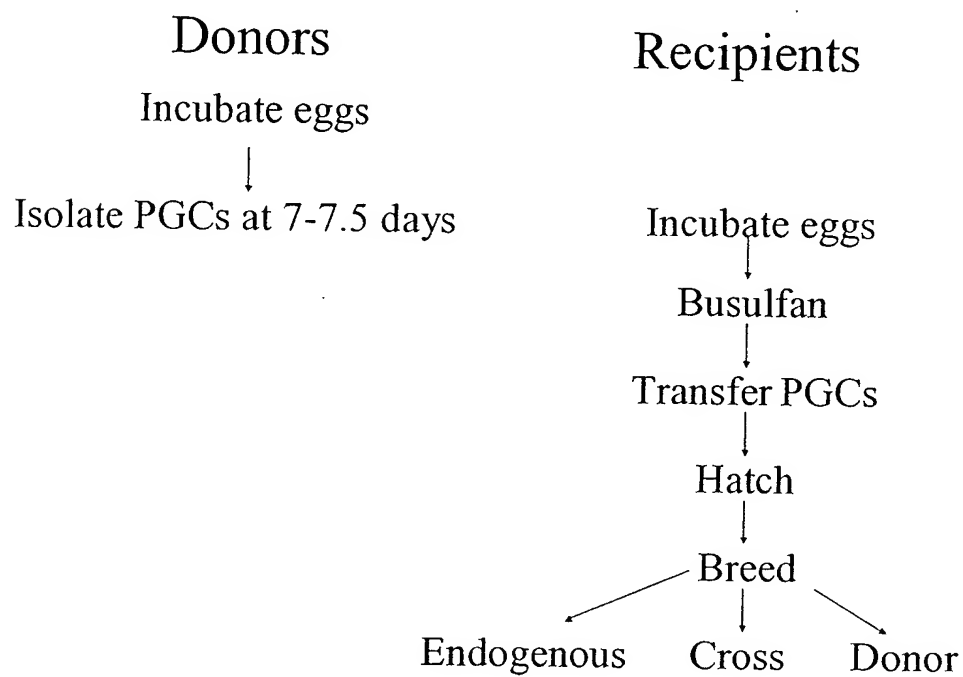 Donors
Incubate eggs
Isolate PGCs at 7-7.5 days
Recipients
Incubate eggs
Busulfan
Transfer PGCs
Hatch
Breed
Endogenous Cross Donor